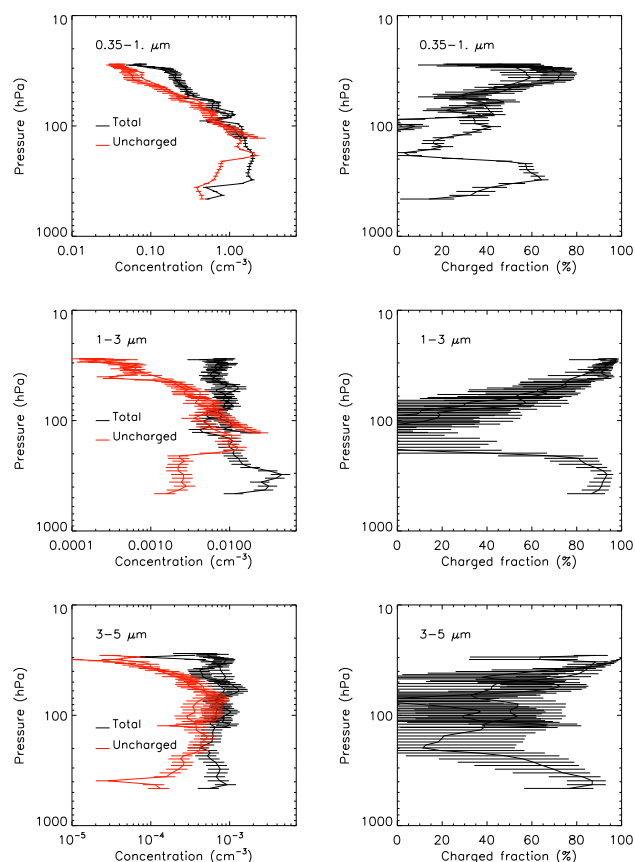 10
100
1000
Pressure (hPa)
0.35−1. μm
Total
Uncharged
0.01 0.10 1.00
Concentration (cm⁻³)
10
100
1000
Pressure (hPa)
0.35−1. μm
0 20 40 60 80 100
Charged fraction (%)
10
100
1000
Pressure (hPa)
1−3 μm
Total
Uncharged
0.0001 0.0010 0.0100
Concentration (cm⁻³)
10
100
1000
Pressure (hPa)
1−3 μm
0 20 40 60 80 100
Charged fraction (%)
10
100
1000
Pressure (hPa)
3−5 μm
Total
Uncharged
10⁻⁵ 10⁻⁴ 10⁻³
Concentration (cm⁻³)
10
100
1000
Pressure (hPa)
3−5 μm
0 20 40 60 80 100
Charged fraction (%)